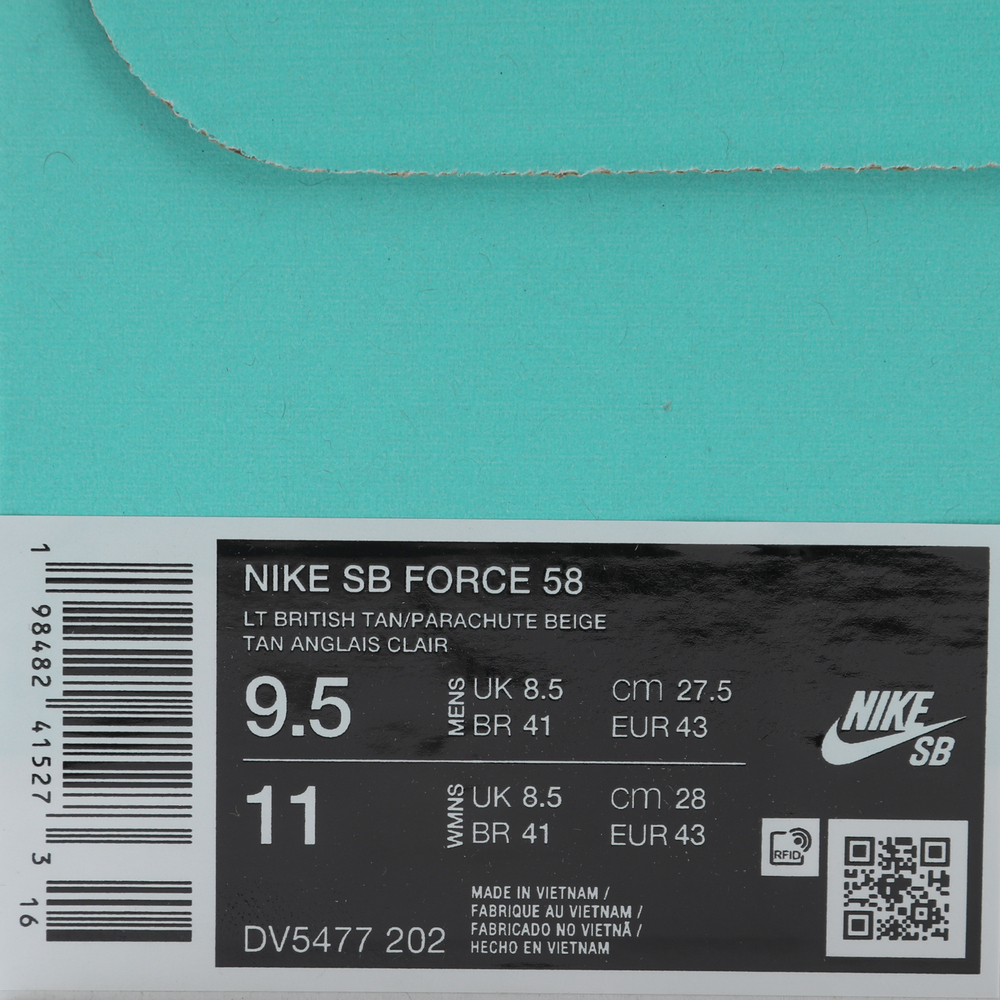 NIKE SB FORCE 58
LT BRITISH TAN/PARACHUTE BEIGE
TAN ANGLAIS CLAIR
9.5 MENS UK 8.5 cm 27.5
BR 41 EUR 43
11 WMNS UK 8.5 cm 28
BR 41 EUR 43
NIKE
SB
RFID
MADE IN VIETNAM /
FABRIQUE AU VIETNAM /
FABRICADO NO VIETNÃ /
HECHO EN VIETNAM
DV5477 202
1 98482 41527 3 16